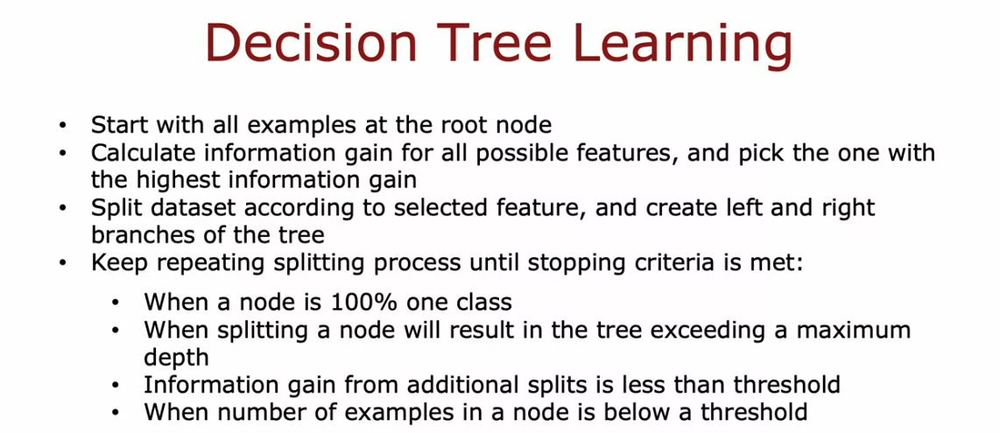 Decision Tree Learning
• Start with all examples at the root node
• Calculate information gain for all possible features, and pick the one with
the highest information gain
• Split dataset according to selected feature, and create left and right
branches of the tree
• Keep repeating splitting process until stopping criteria is met:
• When a node is 100% one class
• When splitting a node will result in the tree exceeding a maximum
depth
• Information gain from additional splits is less than threshold
• When number of examples in a node is below a threshold